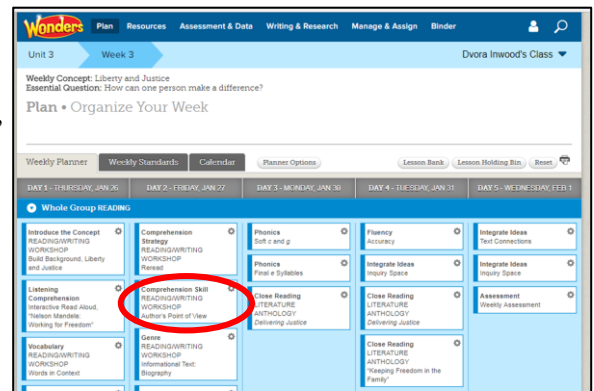 Wonders Plan Resources Assessment & Data Writing & Research Manage & Assign Binder
Unit 3 Week 3 Dvora Inwood's Class
Weekly Concept: Liberty and Justice
Essential Question: How can one person make a difference?
Plan • Organize Your Week
Weekly Planner Weekly Standards Calendar Planner Options Lesson Bank Lesson Holding Bin Reset
DAY 1 - THURSDAY, JAN 26 DAY 2 - FRIDAY, JAN 27 DAY 3 - MONDAY, JAN 30 DAY 4 - TUESDAY, JAN 31 DAY 5 - WEDNESDAY, FEB 1
Whole Group READING
Introduce the Concept
READING/WRITING
WORKSHOP
Build Background, Liberty
and Justice
Listening
Comprehension
Interactive Read Aloud,
"Nelson Mandela:
Working for Freedom"
Vocabulary
READING/WRITING
WORKSHOP
Words in Context
Comprehension
Strategy
READING/WRITING
WORKSHOP
Reread
Comprehension Skill
READING/WRITING
WORKSHOP
Author's Point of View
Genre
READING/WRITING
WORKSHOP
Informational Text:
Biography
Phonics
Soft c and g
Phonics
Final e Syllables
Close Reading
LITERATURE
ANTHOLOGY
Delivering Justice
Fluency
Accuracy
Integrate Ideas
Inquiry Space
Close Reading
LITERATURE
ANTHOLOGY
Delivering Justice
Close Reading
LITERATURE
ANTHOLOGY
"Keeping Freedom in the
Family"
Integrate Ideas
Text Connections
Integrate Ideas
Inquiry Space
Assessment
Weekly Assessment